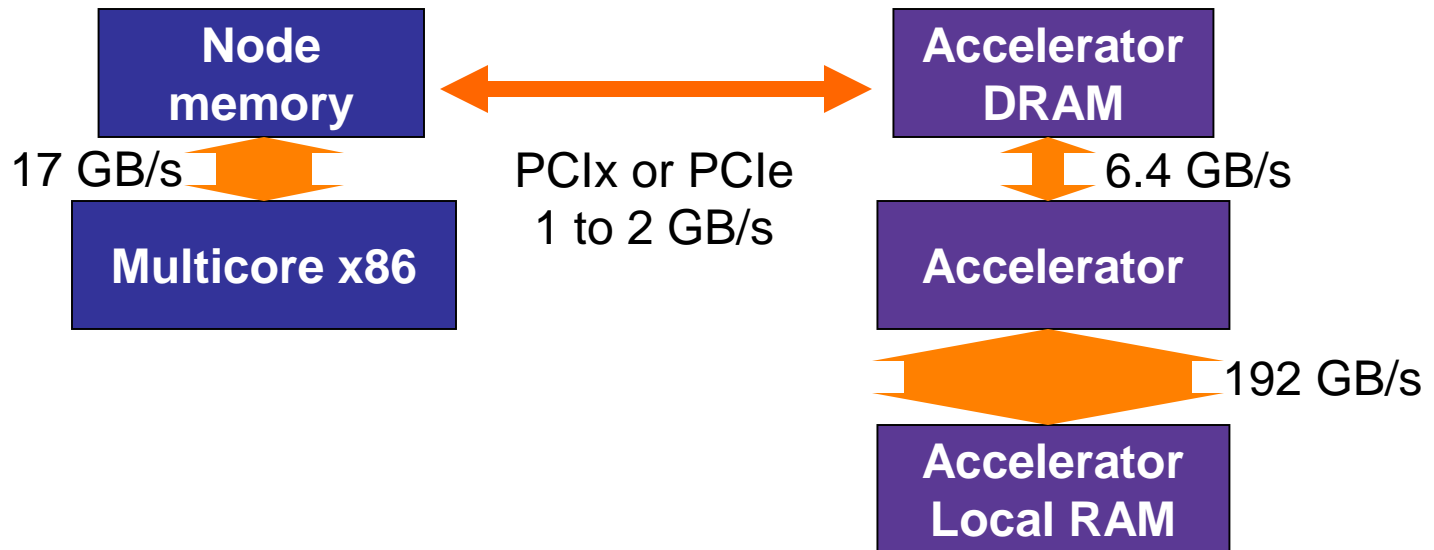 Node
memory
Accelerator
DRAM
17 GB/s
PCIx or PCIe
1 to 2 GB/s
6.4 GB/s
Multicore x86
Accelerator
192 GB/s
Accelerator
Local RAM